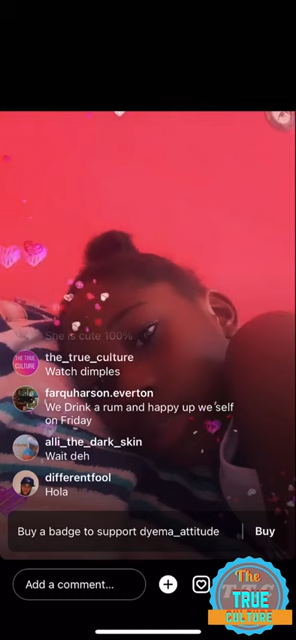 She is cute 100%
the_true_culture
Watch dimples
farquharson.everton
We Drink a rum and happy up we self
on Friday
alli_the_dark_skin
Wait deh
differentfool
Hola
Buy a badge to support dyema_attitude
Buy
Add a comment...
The
TRUE
CULTURE